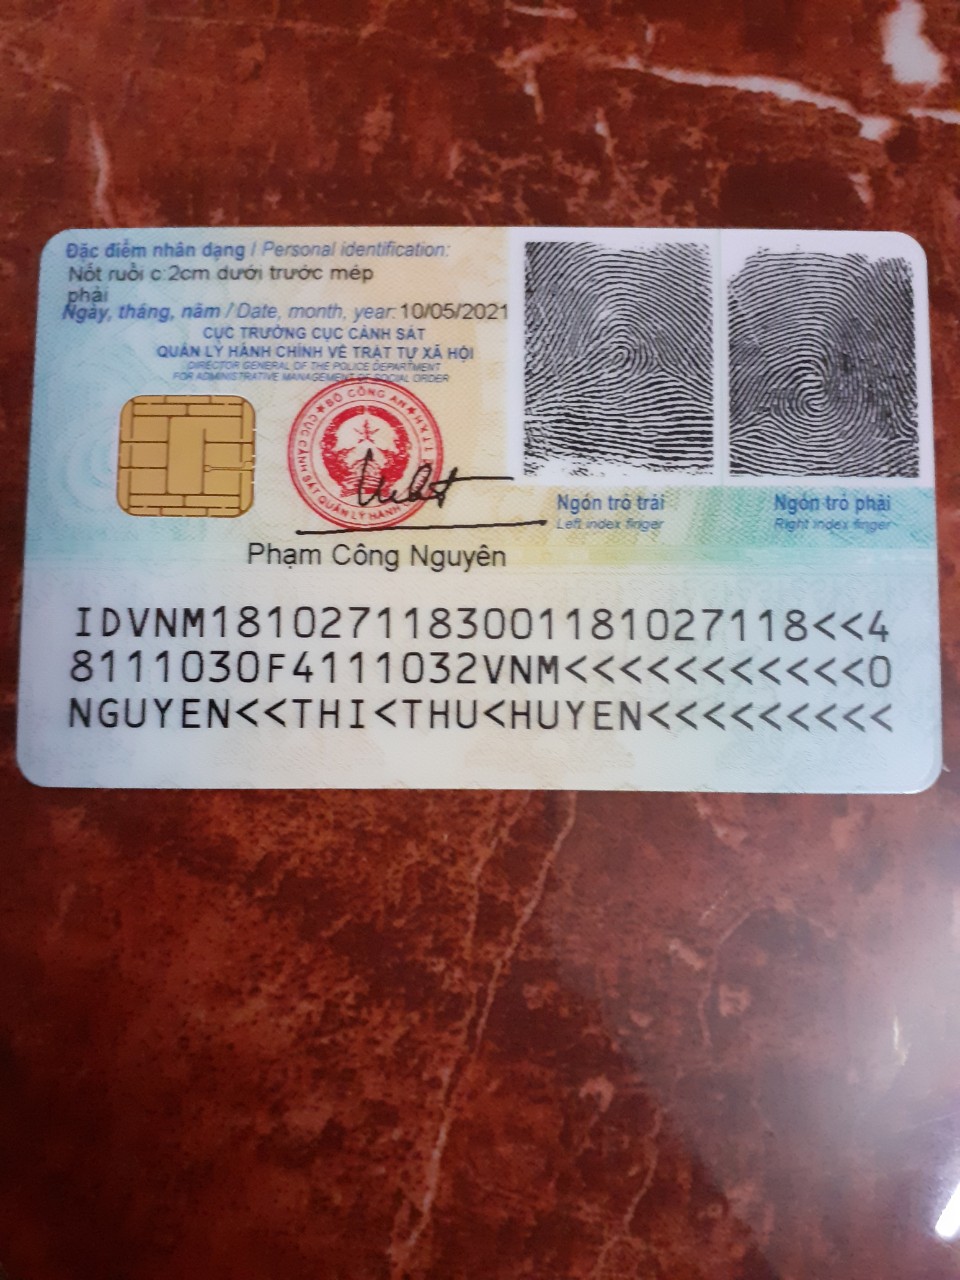 Đặc điểm nhân dạng / Personal identification:
Nốt ruồi c:2cm dưới trước mép
phải
Ngày, tháng, năm / Date, month, year: 10/05/2021
CỤC TRƯỞNG CỤC CẢNH SÁT
QUẢN LÝ HÀNH CHÍNH VỀ TRẬT TỰ XÃ HỘI
DIRECTOR GENERAL OF THE POLICE DEPARTMENT
FOR ADMINISTRATIVE MANAGEMENT OF SOCIAL ORDER
BỘ CÔNG AN
CỤC CẢNH SÁT QUẢN LÝ HÀNH
Ngón trỏ trái
Left index finger
Ngón trỏ phải
Right index finger
Phạm Công Nguyên
IDVNM1810271183001181027118<<4
8111030F4111032VNM<<<<<<<<<<<0
NGUYEN<<THI<THU<HUYEN<<<<<<<<<